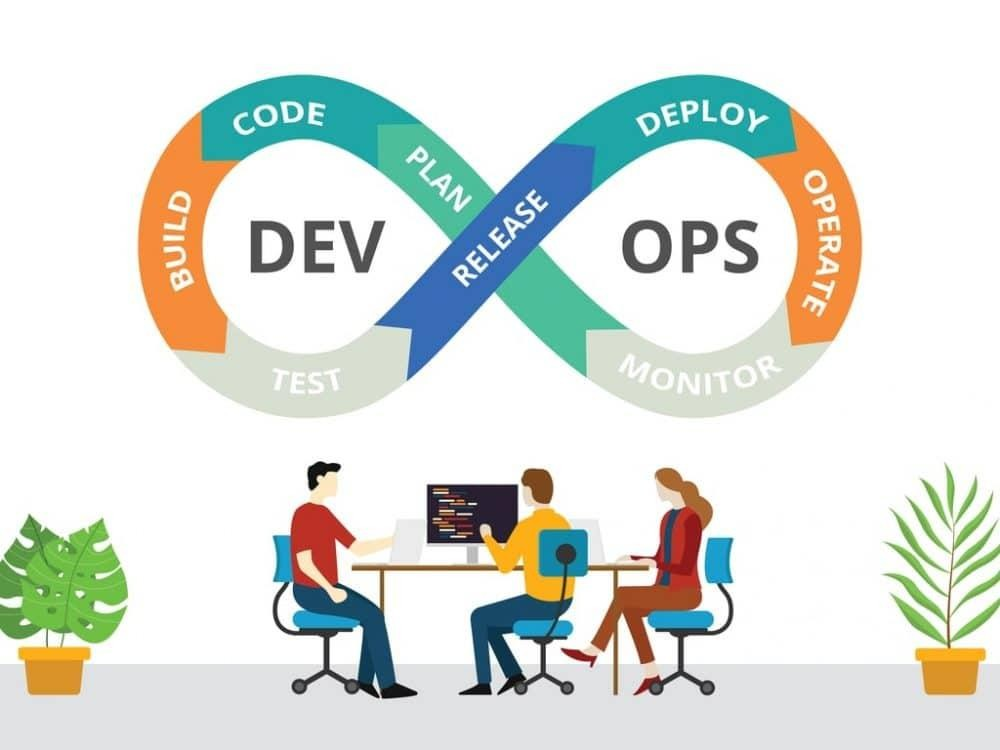 CODE
DEPLOY
PLAN
BUILD
DEV
RELEASE
OPS
OPERATE
TEST
MONITOR